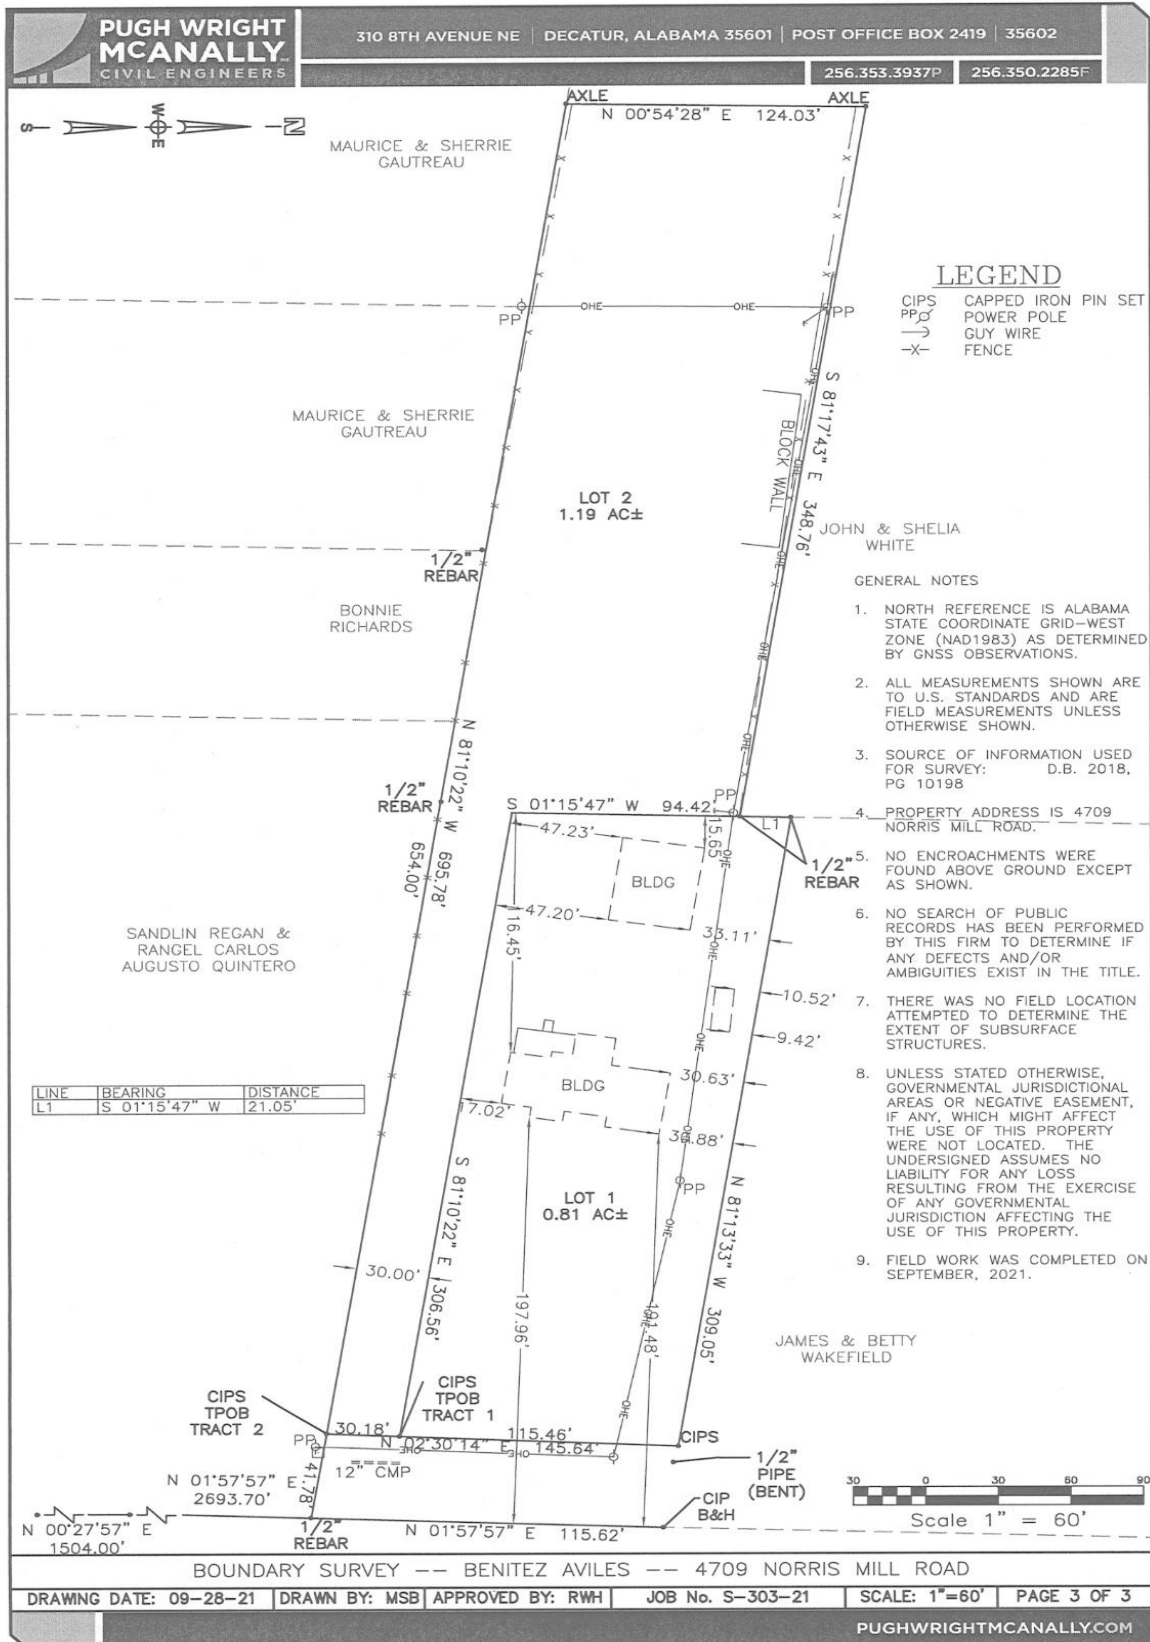 PUGH WRIGHT
MCANALLY
CIVIL ENGINEERS
310 8TH AVENUE NE | DECATUR, ALABAMA 35601 | POST OFFICE BOX 2419 | 35602
256.353.3937P
256.350.2285F
S
W
E
N
AXLE
AXLE
N 00°54'28" E 124.03'
MAURICE & SHERRIE
GAUTREAU
LEGEND
CIPS CAPPED IRON PIN SET
PP POWER POLE
GUY WIRE
-X- FENCE
OHE
OHE
PP
PP
S 81°17'43" E 348.76'
BLOCK WALL
MAURICE & SHERRIE
GAUTREAU
LOT 2
1.19 AC±
JOHN & SHELIA
WHITE
1/2"
REBAR
BONNIE
RICHARDS
GENERAL NOTES
1. NORTH REFERENCE IS ALABAMA
STATE COORDINATE GRID-WEST
ZONE (NAD1983) AS DETERMINED
BY GNSS OBSERVATIONS.
2. ALL MEASUREMENTS SHOWN ARE
TO U.S. STANDARDS AND ARE
FIELD MEASUREMENTS UNLESS
OTHERWISE SHOWN.
3. SOURCE OF INFORMATION USED
FOR SURVEY: D.B. 2018,
PG 10198
4. PROPERTY ADDRESS IS 4709
NORRIS MILL ROAD.
5. NO ENCROACHMENTS WERE
FOUND ABOVE GROUND EXCEPT
AS SHOWN.
6. NO SEARCH OF PUBLIC
RECORDS HAS BEEN PERFORMED
BY THIS FIRM TO DETERMINE IF
ANY DEFECTS AND/OR
AMBIGUITIES EXIST IN THE TITLE.
7. THERE WAS NO FIELD LOCATION
ATTEMPTED TO DETERMINE THE
EXTENT OF SUBSURFACE
STRUCTURES.
8. UNLESS STATED OTHERWISE,
GOVERNMENTAL JURISDICTIONAL
AREAS OR NEGATIVE EASEMENT,
IF ANY, WHICH MIGHT AFFECT
THE USE OF THIS PROPERTY
WERE NOT LOCATED. THE
UNDERSIGNED ASSUMES NO
LIABILITY FOR ANY LOSS
RESULTING FROM THE EXERCISE
OF ANY GOVERNMENTAL
JURISDICTION AFFECTING THE
USE OF THIS PROPERTY.
9. FIELD WORK WAS COMPLETED ON
SEPTEMBER, 2021.
N 81°10'22" W 695.78'
654.00'
1/2"
REBAR
S 01°15'47" W 94.42'
PP
L1
1/2"
REBAR
47.23'
15.65'
BLDG
47.20'
116.45'
33.11'
10.52'
9.42'
SANDLIN REGAN &
RANGEL CARLOS
AUGUSTO QUINTERO
LINE BEARING DISTANCE
L1 S 01°15'47" W 21.05'
BLDG
30.63'
17.02'
PP
S 81°10'22" E 306.56'
LOT 1
0.81 AC±
N 81°13'33" W 309.05'
30.00'
197.96'
191.48'
JAMES & BETTY
WAKEFIELD
CIPS
TPOB
TRACT 2
CIPS
TPOB
TRACT 1
30.18'
115.46'
CIPS
PP
N 02°30'14" E 145.64'
12" CMP
41.78'
1/2"
PIPE
(BENT)
N 01°57'57" E
2693.70'
CIP
B&H
N 00°27'57" E
1504.00'
1/2"
REBAR
N 01°57'57" E 115.62'
30 0 30 60 90
Scale 1" = 60'
BOUNDARY SURVEY -- BENITEZ AVILES -- 4709 NORRIS MILL ROAD
DRAWING DATE: 09-28-21 DRAWN BY: MSB APPROVED BY: RWH JOB No. S-303-21 SCALE: 1"=60' PAGE 3 OF 3
PUGHWRIGHTMCANALLY.COM